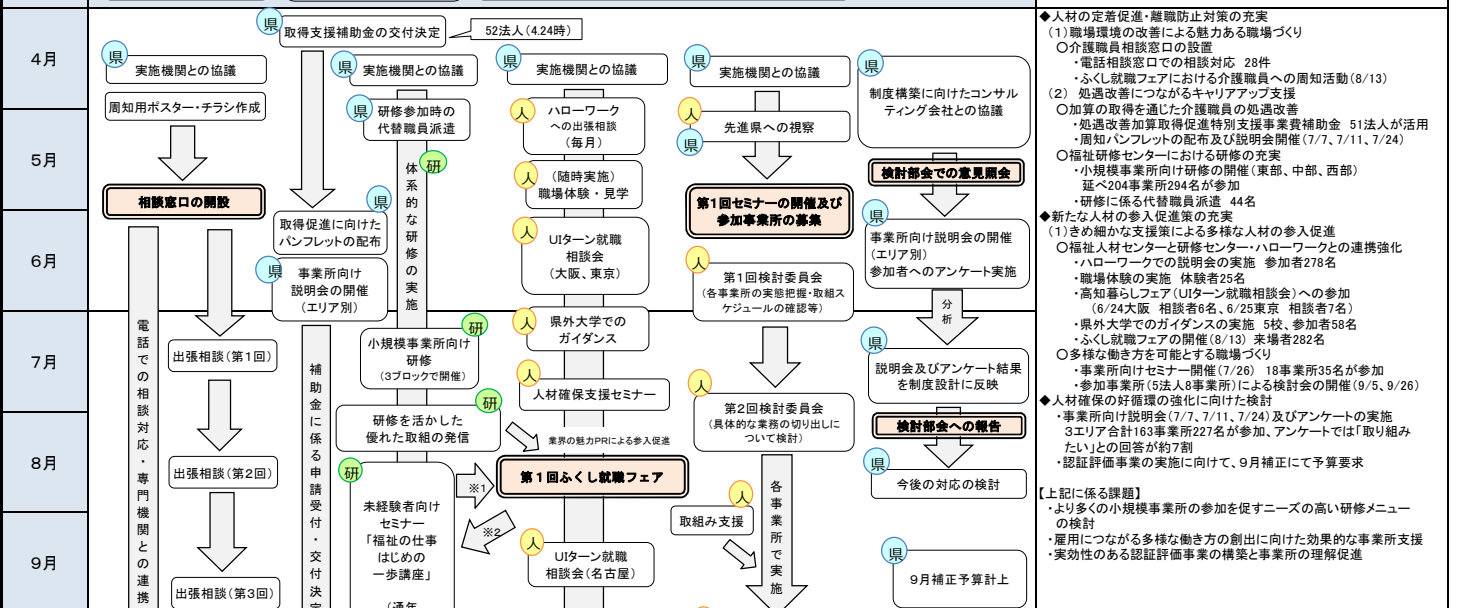 4月
5月
6月
7月
8月
9月
県
実施機関との協議
周知用ポスター・チラシ作成
相談窓口の開設
電話での相談対応・専門機関との連携
出張相談(第1回)
出張相談(第2回)
出張相談(第3回)
県
取得支援補助金の交付決定
52法人(4.24時)
県
取得促進に向けた
パンフレットの配布
県
事業所向け
説明会の開催
(エリア別)
補助金に係る申請受付・交付決定
県
実施機関との協議
県
研修参加時の
代替職員派遣
体系的な研修の実施
研
研
小規模事業所向け
研修
(3ブロックで開催)
研
研修を活かした
優れた取組の発信
研
未経験者向け
セミナー
「福祉の仕事
はじめの
一歩講座」
(通年
県
実施機関との協議
人
ハローワーク
への出張相談
(毎月)
人
(随時実施)
職場体験・見学
人
UIターン就職
相談会
(大阪、東京)
人
県外大学での
ガイダンス
人
人材確保支援セミナー
業界の魅力PRによる参入促進
第1回ふくし就職フェア
※1
※2
人
UIターン就職
相談会(名古屋)
県
実施機関との協議
人
県
先進県への視察
第1回セミナーの開催及び
参加事業所の募集
人
第1回検討委員会
(各事業所の実態把握・取組ス
ケジュールの確認等)
人
第2回検討委員会
(具体的な業務の切り出しに
ついて検討)
人
取組み支援
各事業所で実施
県
制度構築に向けたコンサル
ティング会社との協議
検討部会での意見照会
県
事業所向け説明会の開催
(エリア別)
参加者へのアンケート実施
分析
県
説明会及びアンケート結果
を制度設計に反映
検討部会への報告
県
今後の対応の検討
県
9月補正予算計上
◆人材の定着促進・離職防止対策の充実
(1)職場環境の改善による魅力ある職場づくり
○介護職員相談窓口の設置
・電話相談窓口での相談対応 28件
・ふくし就職フェアにおける介護職員への周知活動(8/13)
(2) 処遇改善につながるキャリアアップ支援
○加算の取得を通じた介護職員の処遇改善
・処遇改善加算取得促進特別支援事業費補助金 51法人が活用
・周知パンフレットの配布及び説明会開催(7/7、7/11、7/24)
○福祉研修センターにおける研修の充実
・小規模事業所向け研修の開催(東部、中部、西部)
延べ204事業所294名が参加
・研修に係る代替職員派遣 44名
◆新たな人材の参入促進策の充実
(1)きめ細かな支援策による多様な人材の参入促進
○福祉人材センターと研修センター・ハローワークとの連携強化
・ハローワークでの説明会の実施 参加者278名
・職場体験の実施 体験者25名
・高知暮らしフェア(UIターン就職相談会)への参加
(6/24大阪 相談者6名、6/25東京 相談者7名)
・県外大学でのガイダンスの実施 5校、参加者58名
・ふくし就職フェアの開催(8/13) 来場者282名
○多様な働き方を可能とする職場づくり
・事業所向けセミナー開催(7/26) 18事業所35名が参加
・参加事業所(5法人8事業所)による検討会の開催(9/5、9/26)
◆人材確保の好循環の強化に向けた検討
・事業所向け説明会(7/7、7/11、7/24)及びアンケートの実施
3エリア合計163事業所227名が参加、アンケートでは「取り組み
たい」との回答が約7割
・認証評価事業の実施に向けて、9月補正にて予算要求
【上記に係る課題】
・より多くの小規模事業所の参加を促すニーズの高い研修メニュー
の検討
・雇用につながる多様な働き方の創出に向けた効果的な事業所支援
・実効性のある認証評価事業の構築と事業所の理解促進